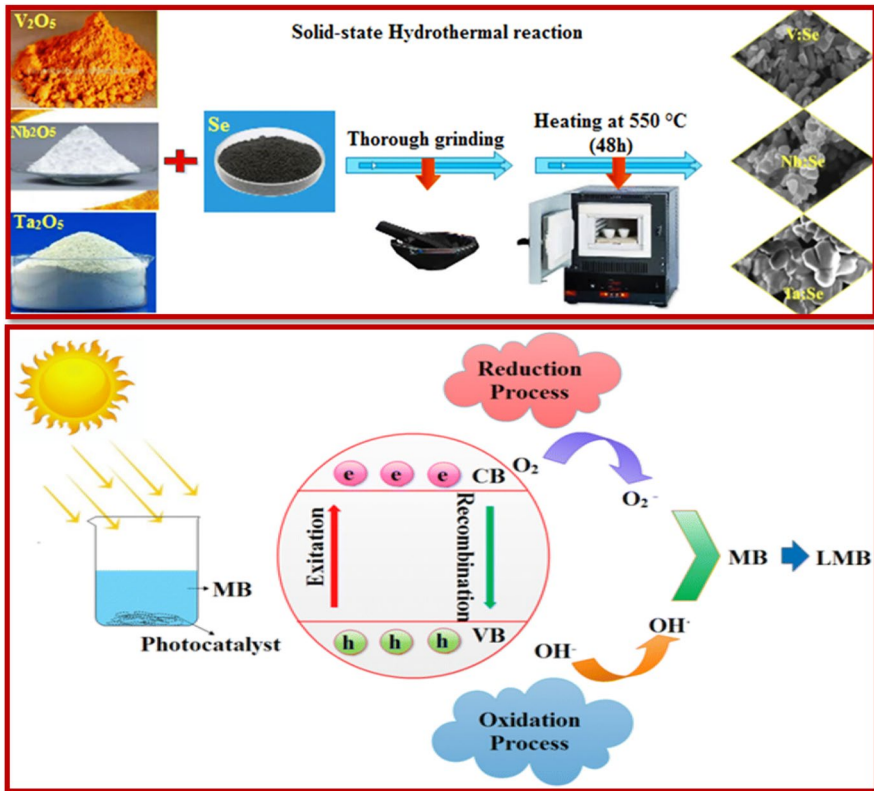 V₂O₅
Solid-state Hydrothermal reaction
V:Se
Nb₂O₅
Se
Thorough grinding
Heating at 550 °C
(48h)
Nb:Se
Ta₂O₅
Ta:Se
Reduction
Process
e e e CB
O₂
O₂⁻
Exitation
Recombination
MB
MB
LMB
Photocatalyst
h h h VB
OH⁻
OH·
Oxidation
Process